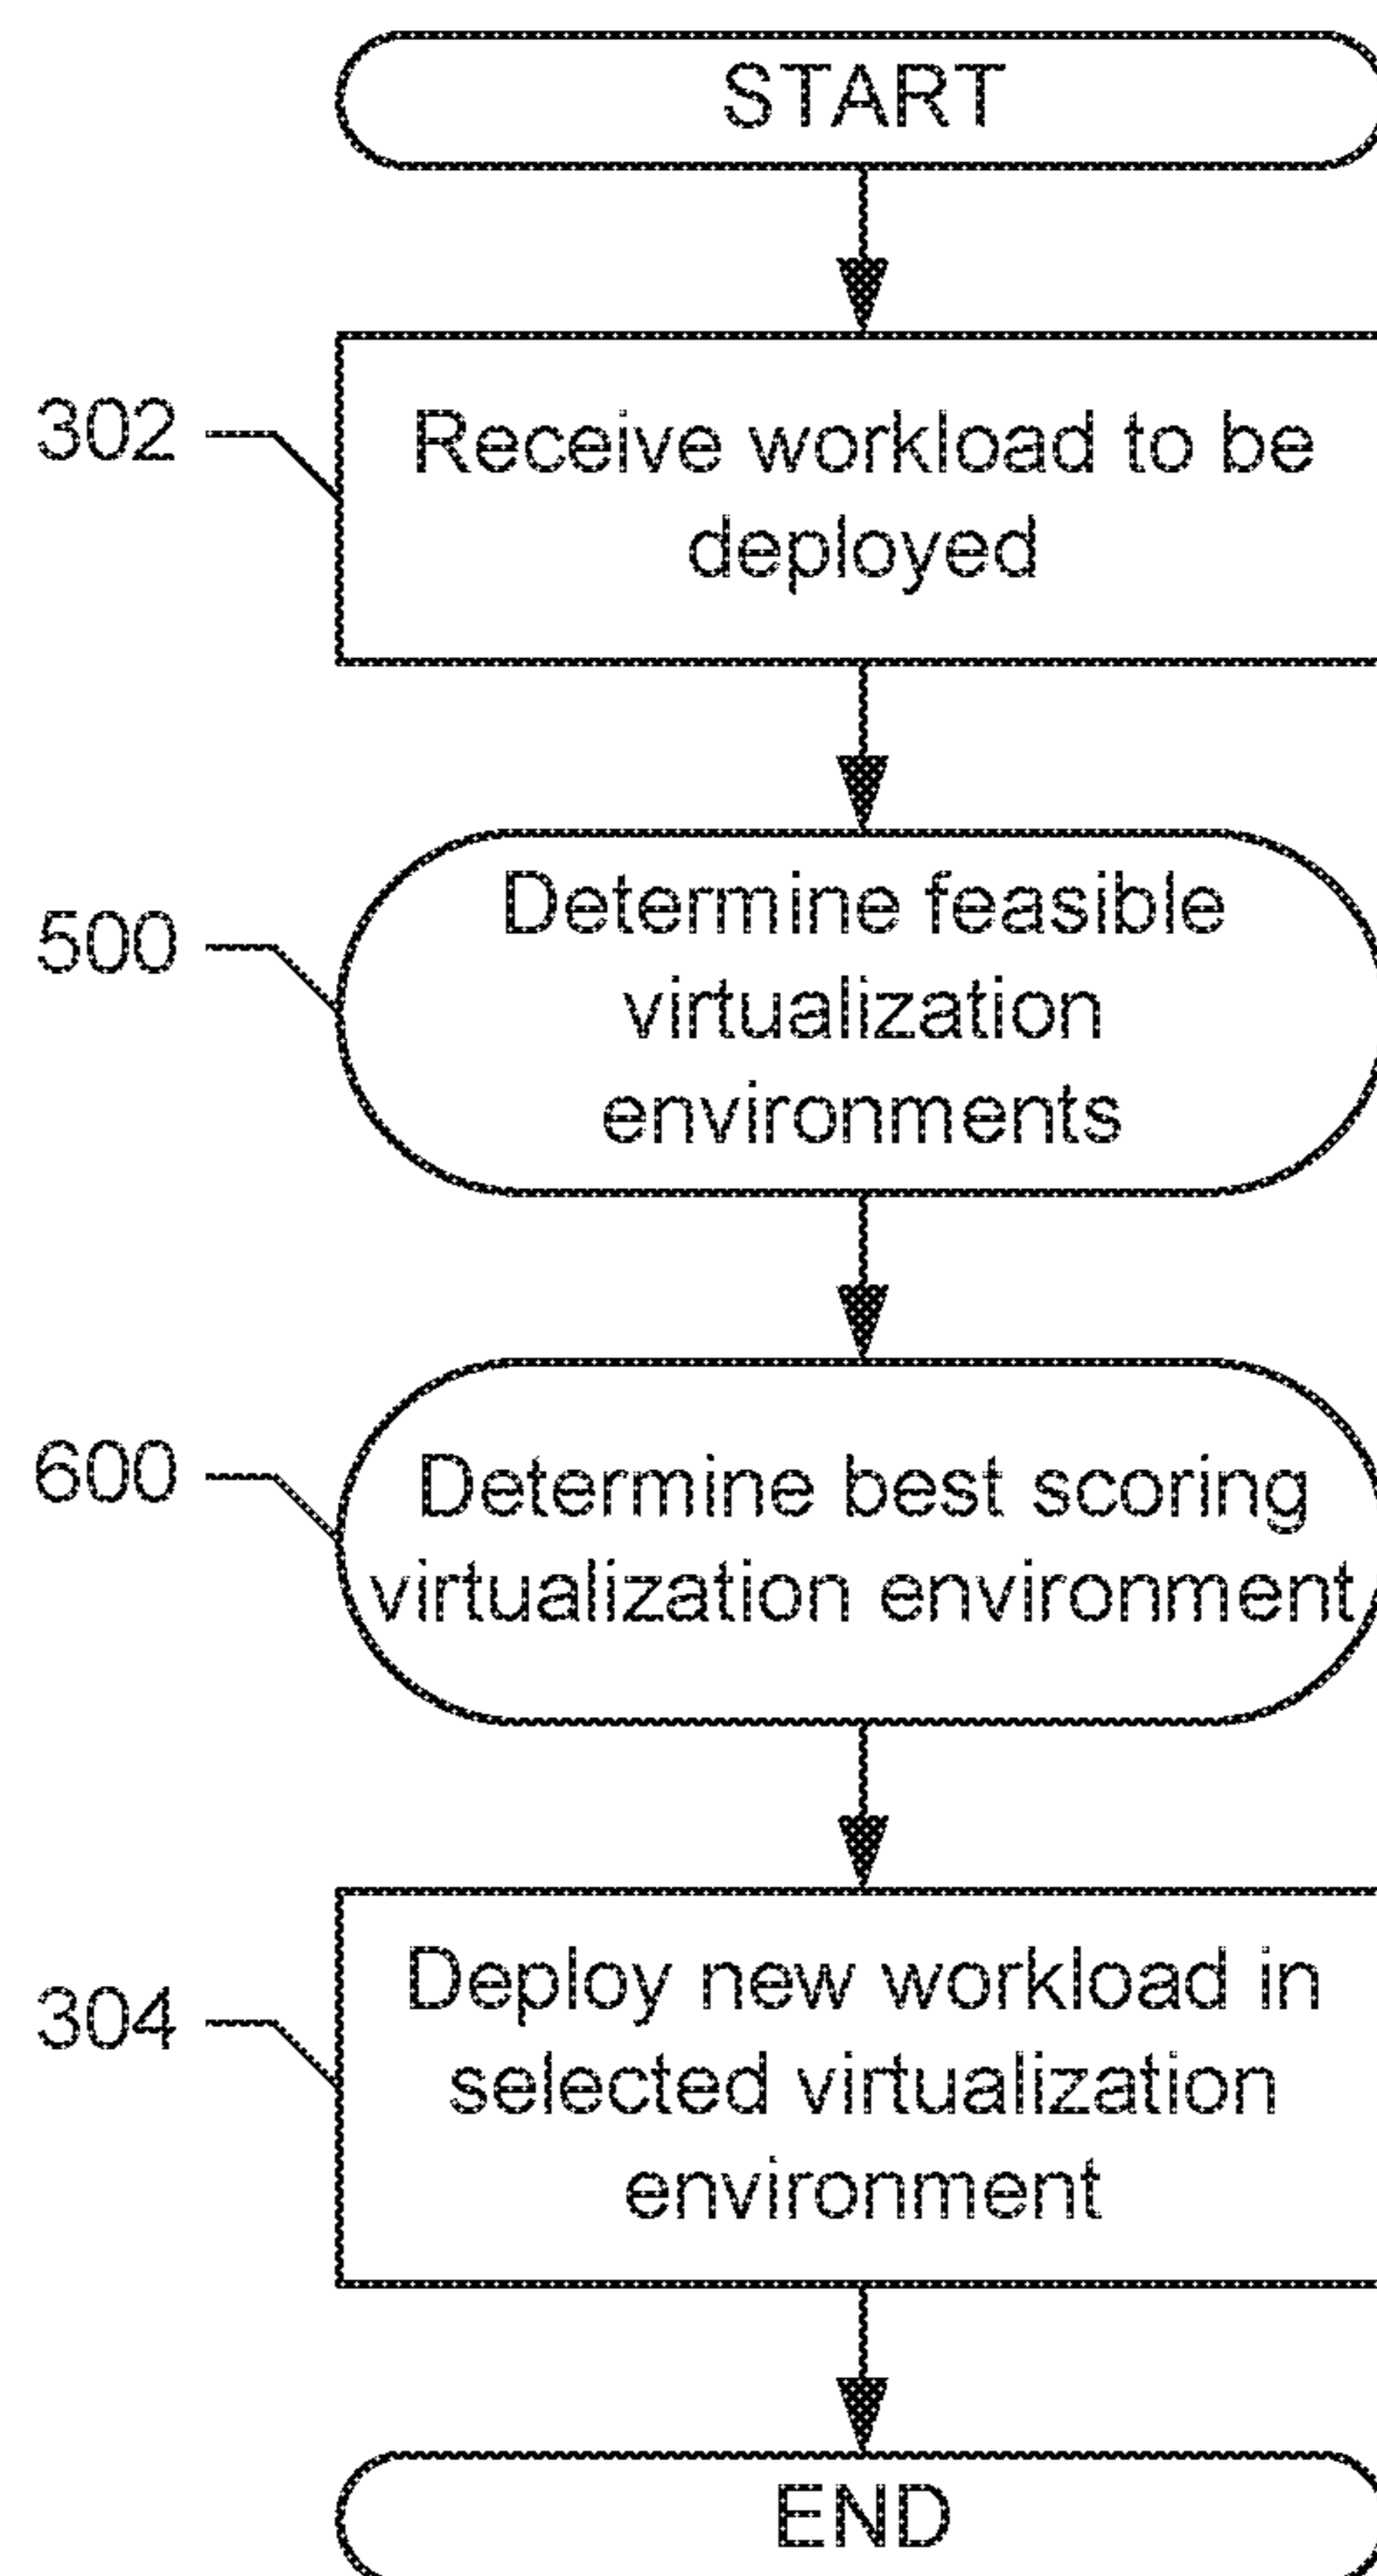 START
302
Receive workload to be
deployed
500
Determine feasible
virtualization
environments
600
Determine best scoring
virtualization environment
304
Deploy new workload in
selected virtualization
environment
END